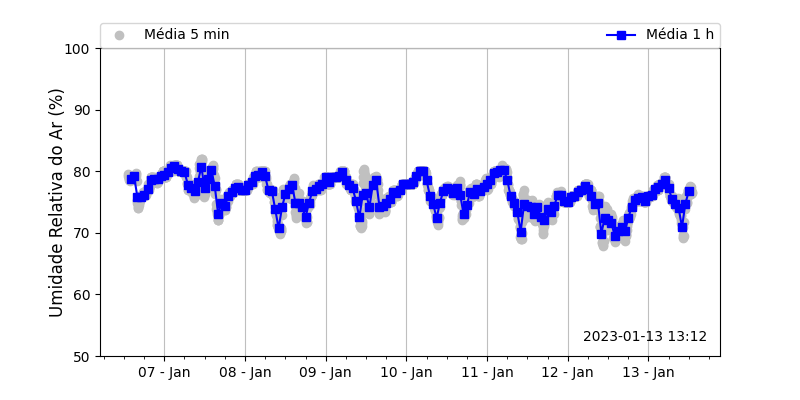 Média 5 min
Média 1 h
Umidade Relativa do Ar (%)
100
90
80
70
60
50
2023-01-13 13:12
07 - Jan
08 - Jan
09 - Jan
10 - Jan
11 - Jan
12 - Jan
13 - Jan